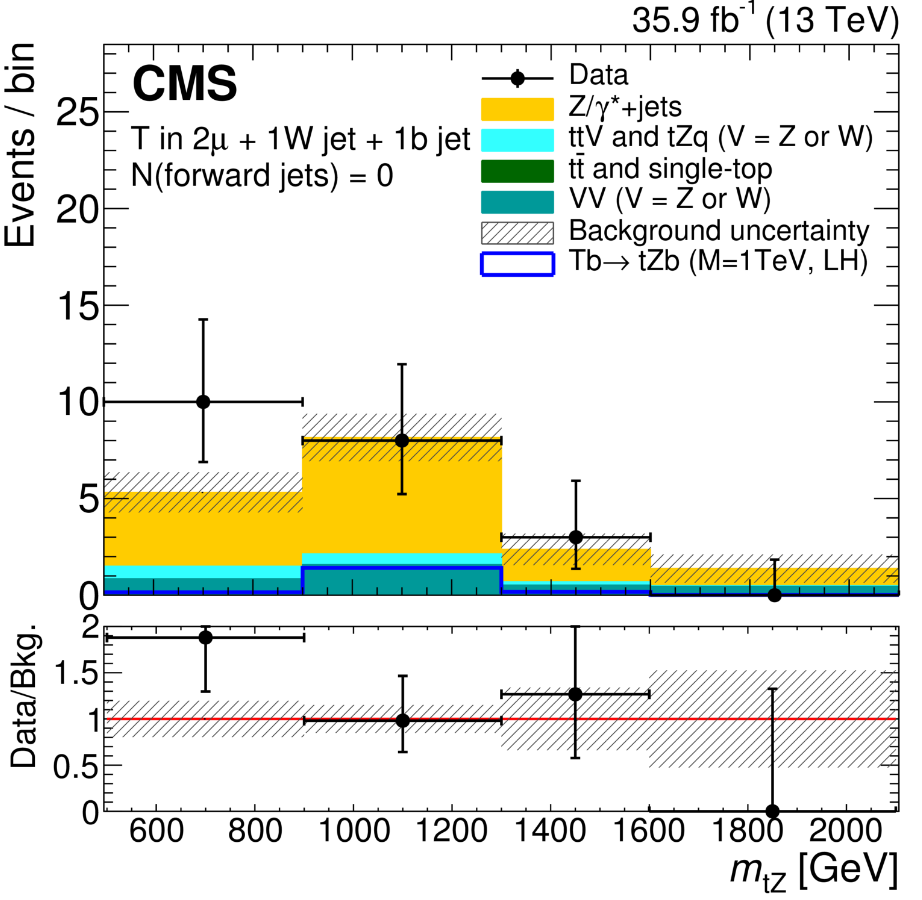 35.9 fb⁻¹ (13 TeV)
Events / bin
CMS
T in 2μ + 1W jet + 1b jet
N(forward jets) = 0
Data
Z/γ*+jets
ttV and tZq (V = Z or W)
tt̄ and single-top
VV (V = Z or W)
Background uncertainty
Tb→ tZb (M=1TeV, LH)
25
20
15
10
5
0
Data/Bkg.
2
1.5
1
0.5
0
600 800 1000 1200 1400 1600 1800 2000
m_tZ [GeV]